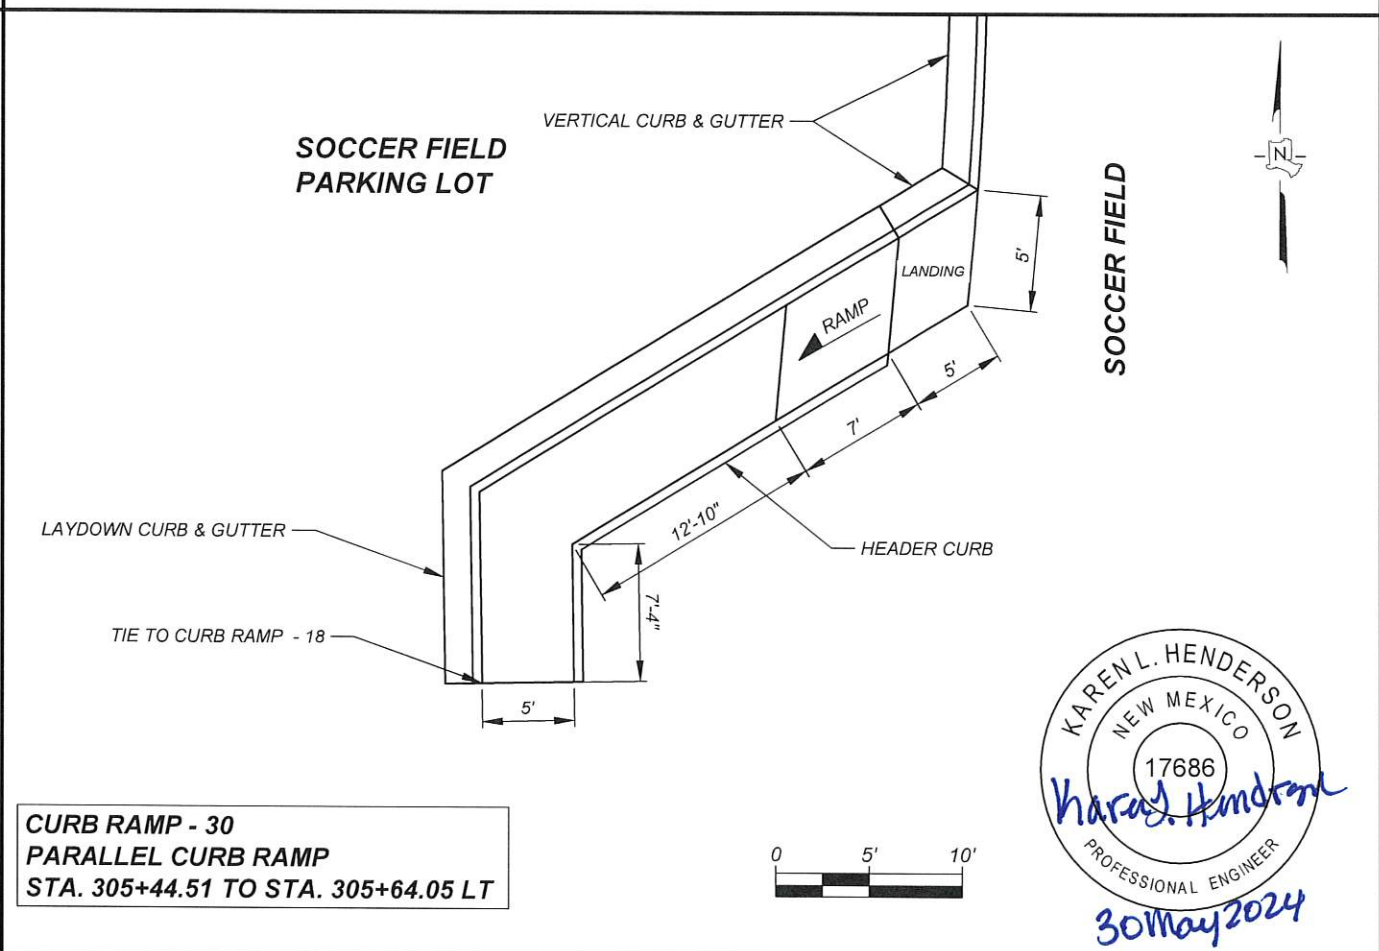 VERTICAL CURB & GUTTER
SOCCER FIELD
PARKING LOT
N
SOCCER FIELD
5'
LANDING
RAMP
5'
7'
12'-10"
HEADER CURB
LAYDOWN CURB & GUTTER
7'-4"
TIE TO CURB RAMP - 18
5'
KAREN L. HENDERSON
NEW MEXICO
17686
PROFESSIONAL ENGINEER
Karen L. Henderson
30 May 2024
CURB RAMP - 30
PARALLEL CURB RAMP
STA. 305+44.51 TO STA. 305+64.05 LT
0 5' 10'